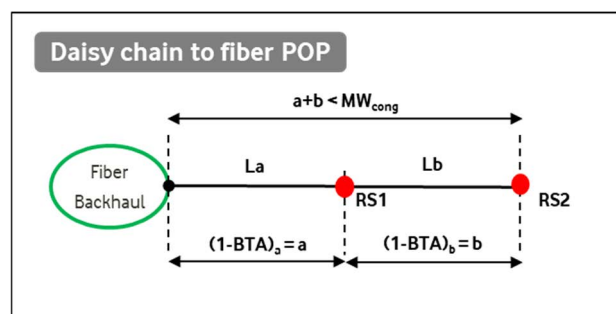 Daisy chain to fiber POP
a+b < MWcong
Fiber
Backhaul
La
Lb
RS1
RS2
(1-BTA)a = a
(1-BTA)b = b